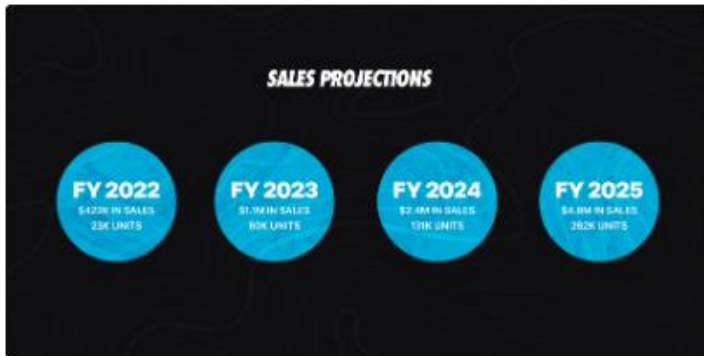 SALES PROJECTIONS
FY 2022
$422K IN SALES
23K UNITS
FY 2023
$1.1M IN SALES
60K UNITS
FY 2024
$2.4M IN SALES
131K UNITS
FY 2025
$4.8M IN SALES
262K UNITS